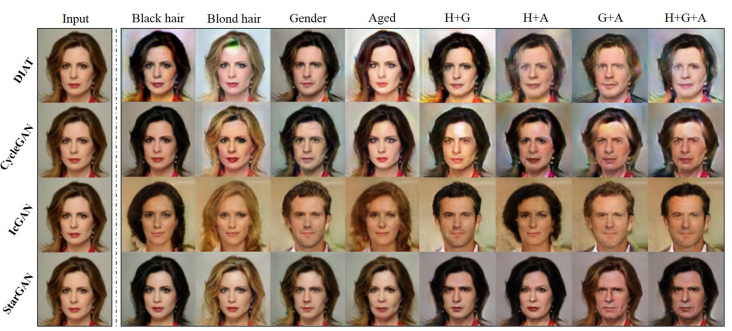 Input Black hair Blond hair Gender Aged H+G H+A G+A H+G+A
DIAT
CycleGAN
IcGAN
StarGAN